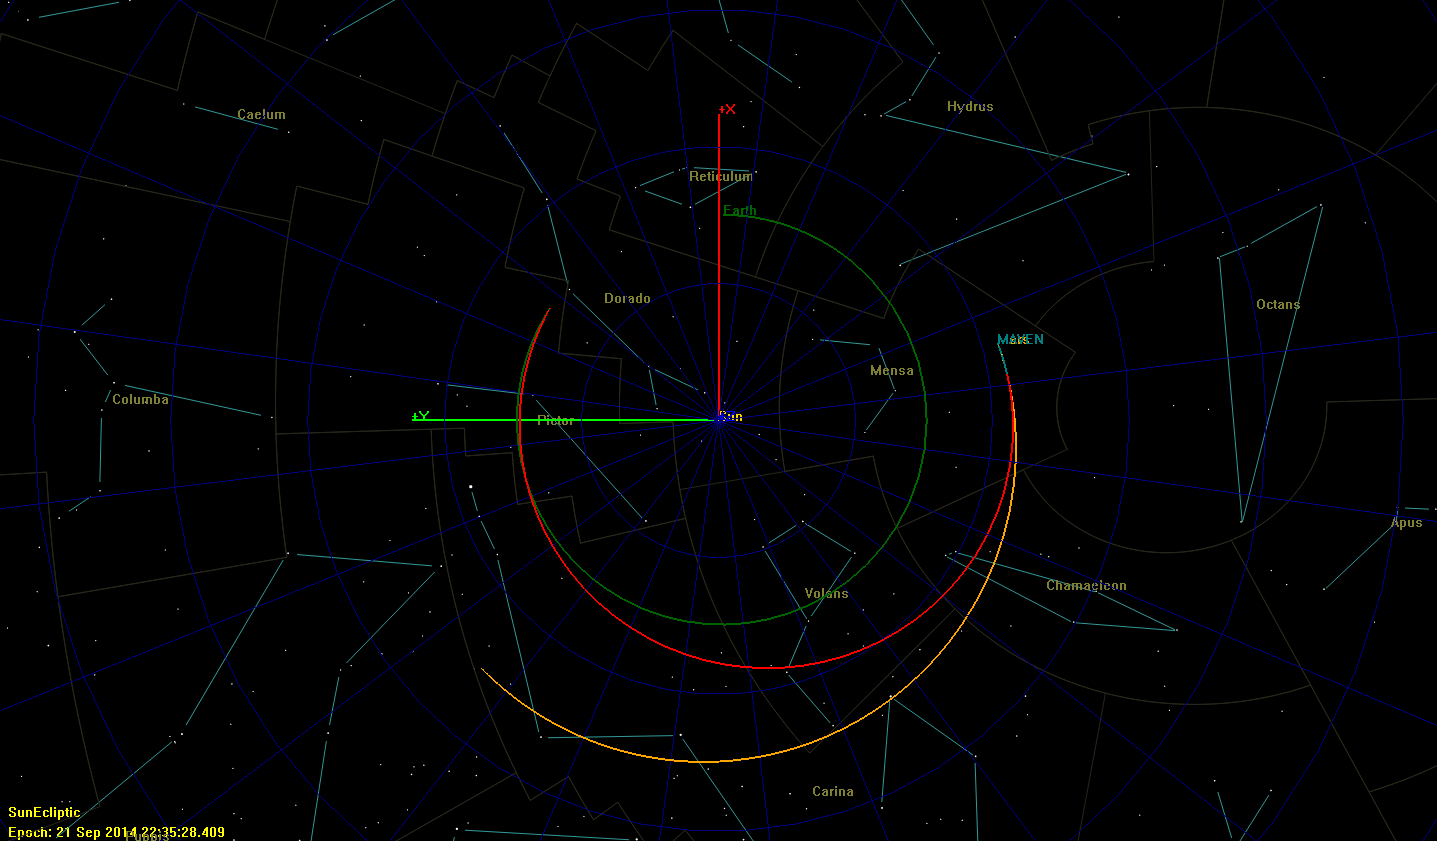 +X
Hydrus
Caelum
Reticulum
Earth
Dorado
Octans
MAVEN
Mensa
Columba
+Y
Pictor
Sun
Apus
Chamaeleon
Volans
Carina
SunEcliptic
Epoch: 21 Sep 2014 22:35:28.409
Puppis